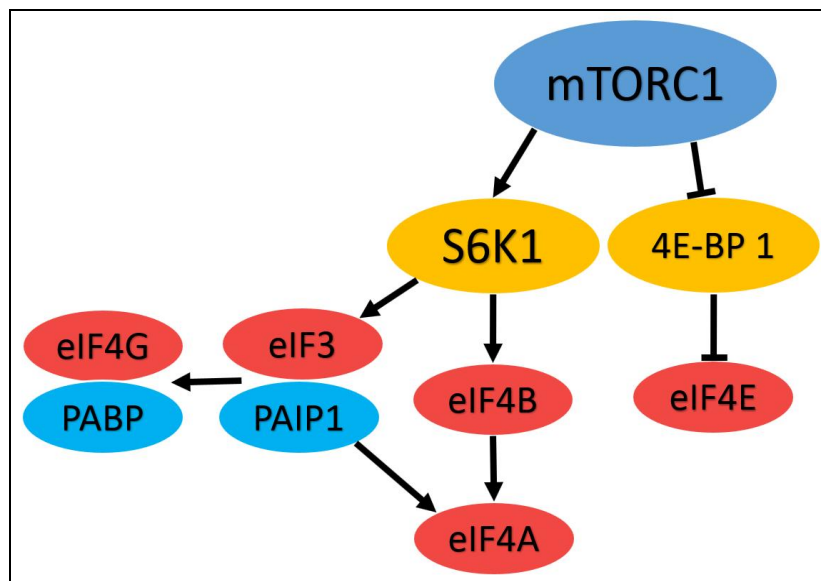 mTORC1
S6K1
4E-BP 1
eIF4G
eIF3
PABP
PAIP1
eIF4B
eIF4E
eIF4A